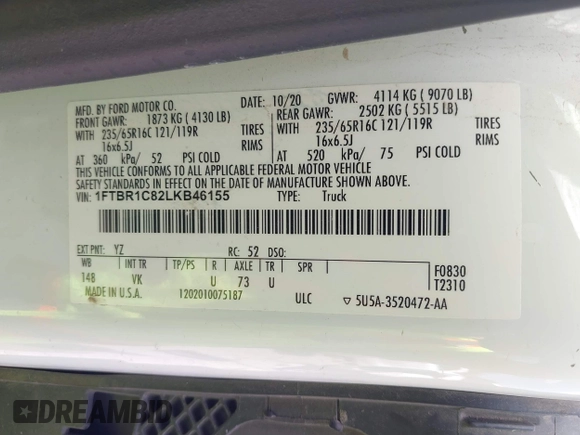 MFD. BY FORD MOTOR CO. 10/20 GVWR: 4114 KG ( 9070 LB)
FRONT GAWR: 1873 KG ( 4130 LB) REAR GAWR: 2502 KG ( 5515 LB)
WITH 235/65R16C 121/119R TIRES WITH 235/65R16C 121/119R TIRES
16x6.5J RIMS 16x6.5J RIMS
AT 360 kPa/ 52 PSI COLD AT 520 kPa/ 75 PSI COLD
THIS VEHICLE CONFORMS TO ALL APPLICABLE FEDERAL MOTOR VEHICLE
SAFETY STANDARDS IN EFFECT ON THE DATE OF MANUFACTURE SHOWN ABOVE.
VIN: 1FTBR1C82LKB46155 TYPE: Truck
EXT PNT: YZ RC: 52 DSO:
WB INT TR TP/PS R AXLE TR SPR F0830
148 VK U 73 U T2310
MADE IN U.S.A. 1202010075187 ULC ▽ 5U5A-3520472-AA
DREAMBID